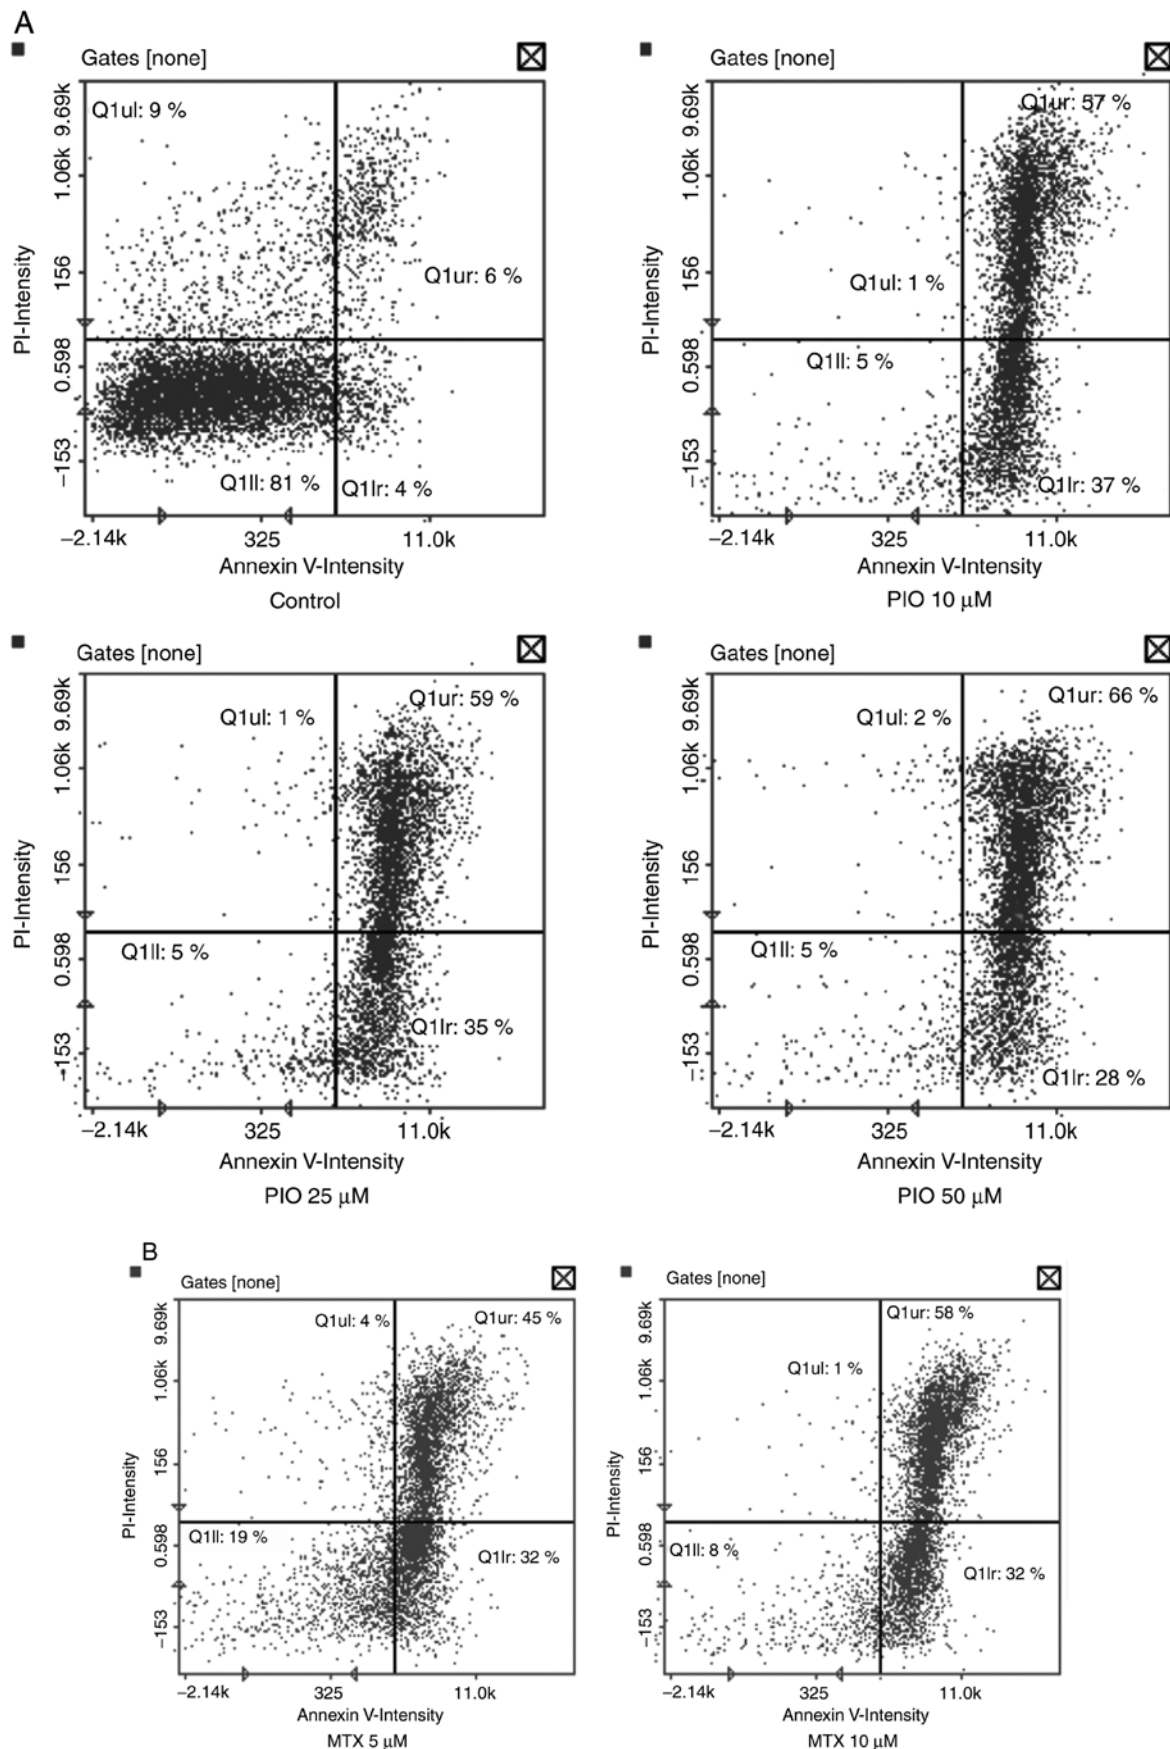 A
Gates [none]
Q1ul: 9 %
Q1ur: 6 %
Q1ll: 81 %
Q1lr: 4 %
9.69k
1.06k
156
0.598
−153
PI-Intensity
−2.14k 325 11.0k
Annexin V-Intensity
Control
Gates [none]
Q1ur: 57 %
Q1ul: 1 %
Q1ll: 5 %
Q1lr: 37 %
9.69k
1.06k
156
0.598
−153
PI-Intensity
−2.14k 325 11.0k
Annexin V-Intensity
PIO 10 μM
Gates [none]
Q1ur: 59 %
Q1ul: 1 %
Q1ll: 5 %
Q1lr: 35 %
9.69k
1.06k
156
0.598
−153
PI-Intensity
−2.14k 325 11.0k
Annexin V-Intensity
PIO 25 μM
Gates [none]
Q1ur: 66 %
Q1ul: 2 %
Q1ll: 5 %
Q1lr: 28 %
9.69k
1.06k
156
0.598
−153
PI-Intensity
−2.14k 325 11.0k
Annexin V-Intensity
PIO 50 μM
B
Gates [none]
Q1ul: 4 %
Q1ur: 45 %
Q1ll: 19 %
Q1lr: 32 %
9.69k
1.06k
156
0.598
−153
PI-Intensity
−2.14k 325 11.0k
Annexin V-Intensity
MTX 5 μM
Gates [none]
Q1ur: 58 %
Q1ul: 1 %
Q1ll: 8 %
Q1lr: 32 %
9.69k
1.06k
156
0.598
−153
PI-Intensity
−2.14k 325 11.0k
Annexin V-Intensity
MTX 10 μM